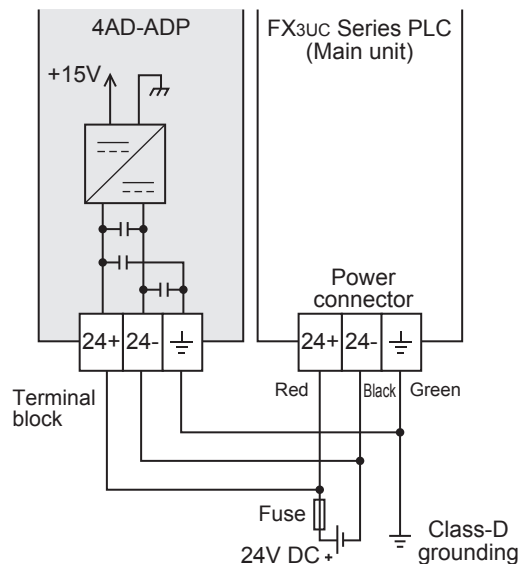 4AD-ADP
FX3UC Series PLC
(Main unit)
+15V
Power
connector
24+ 24-
24+ 24-
Terminal
block
Red
Black
Green
Fuse
24V DC +
Class-D
grounding